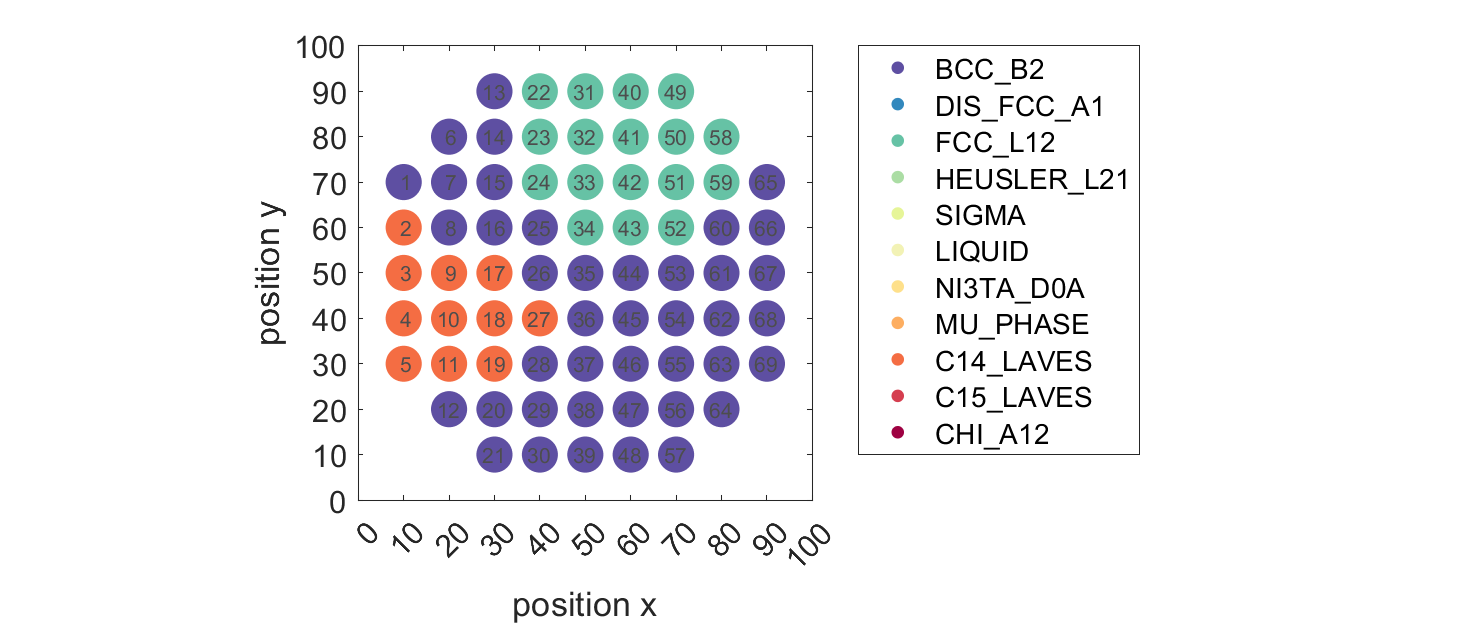 100
90
13 22 31 40 49
80
6 14 23 32 41 50 58
70
1 7 15 24 33 42 51 59 65
60
2 8 16 25 34 43 52 60 66
50
3 9 17 26 35 44 53 61 67
40
4 10 18 27 36 45 54 62 68
30
5 11 19 28 37 46 55 63 69
20
12 20 29 38 47 56 64
10
21 30 39 48 57
0
position y
0 10 20 30 40 50 60 70 80 90 100
position x
BCC_B2
DIS_FCC_A1
FCC_L12
HEUSLER_L21
SIGMA
LIQUID
NI3TA_D0A
MU_PHASE
C14_LAVES
C15_LAVES
CHI_A12